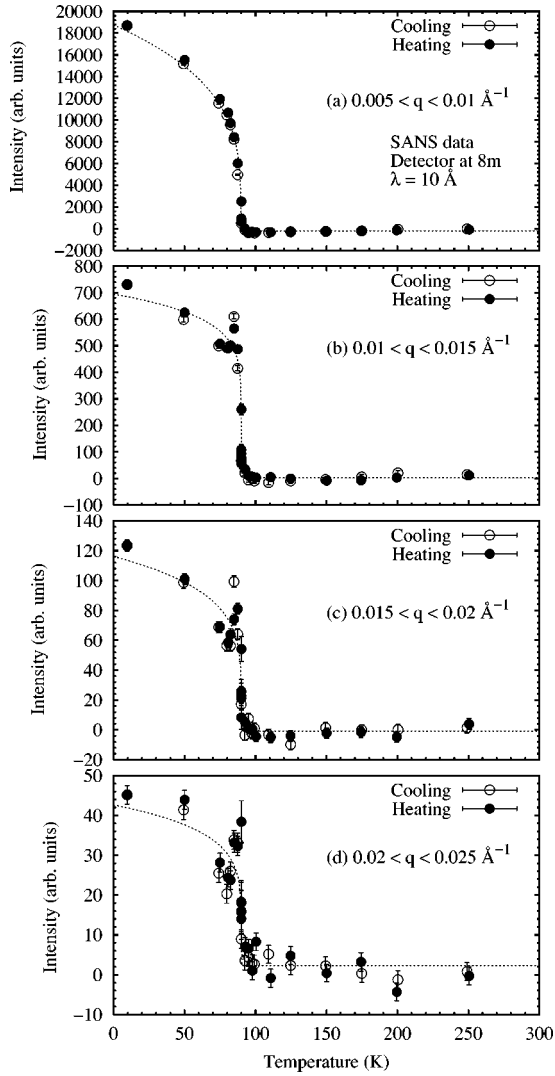 20000
18000
16000
14000
12000
10000
8000
6000
4000
2000
0
−2000
Intensity (arb. units)
Cooling
Heating
(a) 0.005 < q < 0.01 Å−1
SANS data
Detector at 8m
λ = 10 Å
800
700
600
500
400
300
200
100
0
−100
Intensity (arb. units)
Cooling
Heating
(b) 0.01 < q < 0.015 Å−1
140
120
100
80
60
40
20
0
−20
Intensity (arb. units)
Cooling
Heating
(c) 0.015 < q < 0.02 Å−1
50
40
30
20
10
0
−10
Intensity (arb. units)
Cooling
Heating
(d) 0.02 < q < 0.025 Å−1
0 50 100 150 200 250 300
Temperature (K)